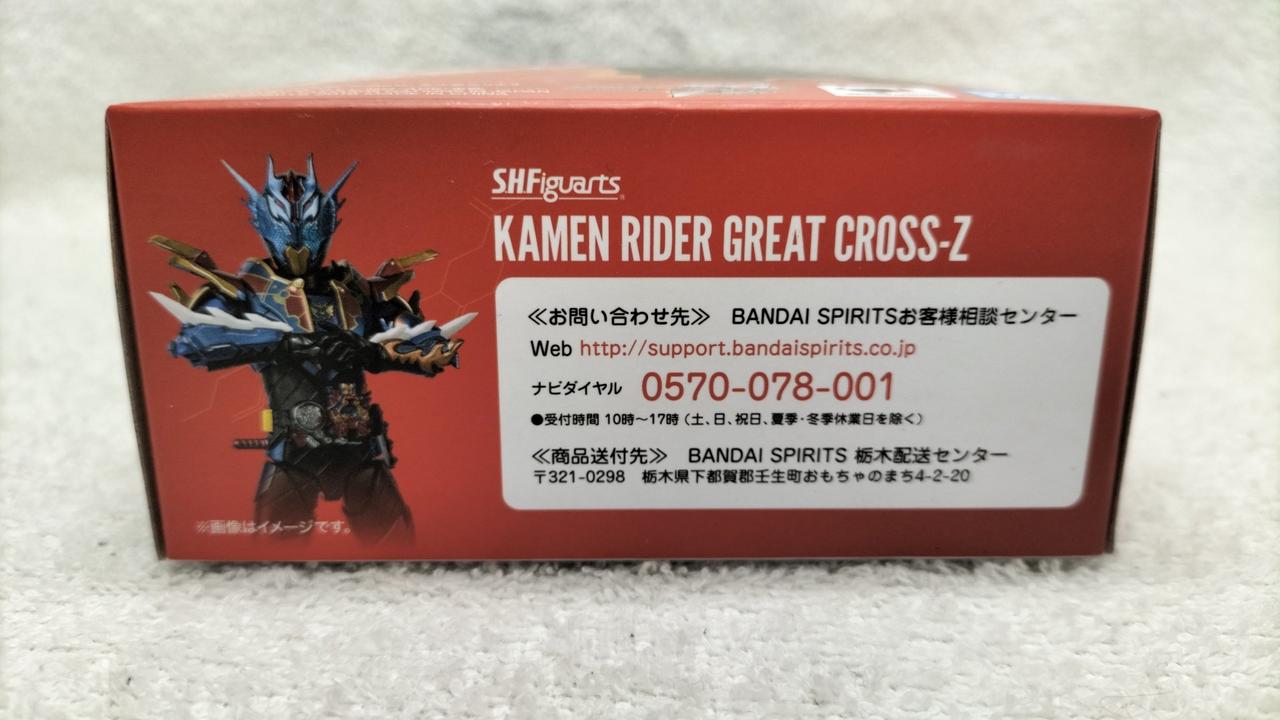 S.H.Figuarts
KAMEN RIDER GREAT CROSS-Z
≪お問い合わせ先≫ BANDAI SPIRITSお客様相談センター
Web http://support.bandaispirits.co.jp
ナビダイヤル 0570-078-001
●受付時間 10時〜17時（土、日、祝日、夏季・冬季休業日を除く）
≪商品送付先≫ BANDAI SPIRITS 栃木配送センター
〒321-0298 栃木県下都賀郡壬生町おもちゃのまち4-2-20
※画像はイメージです。